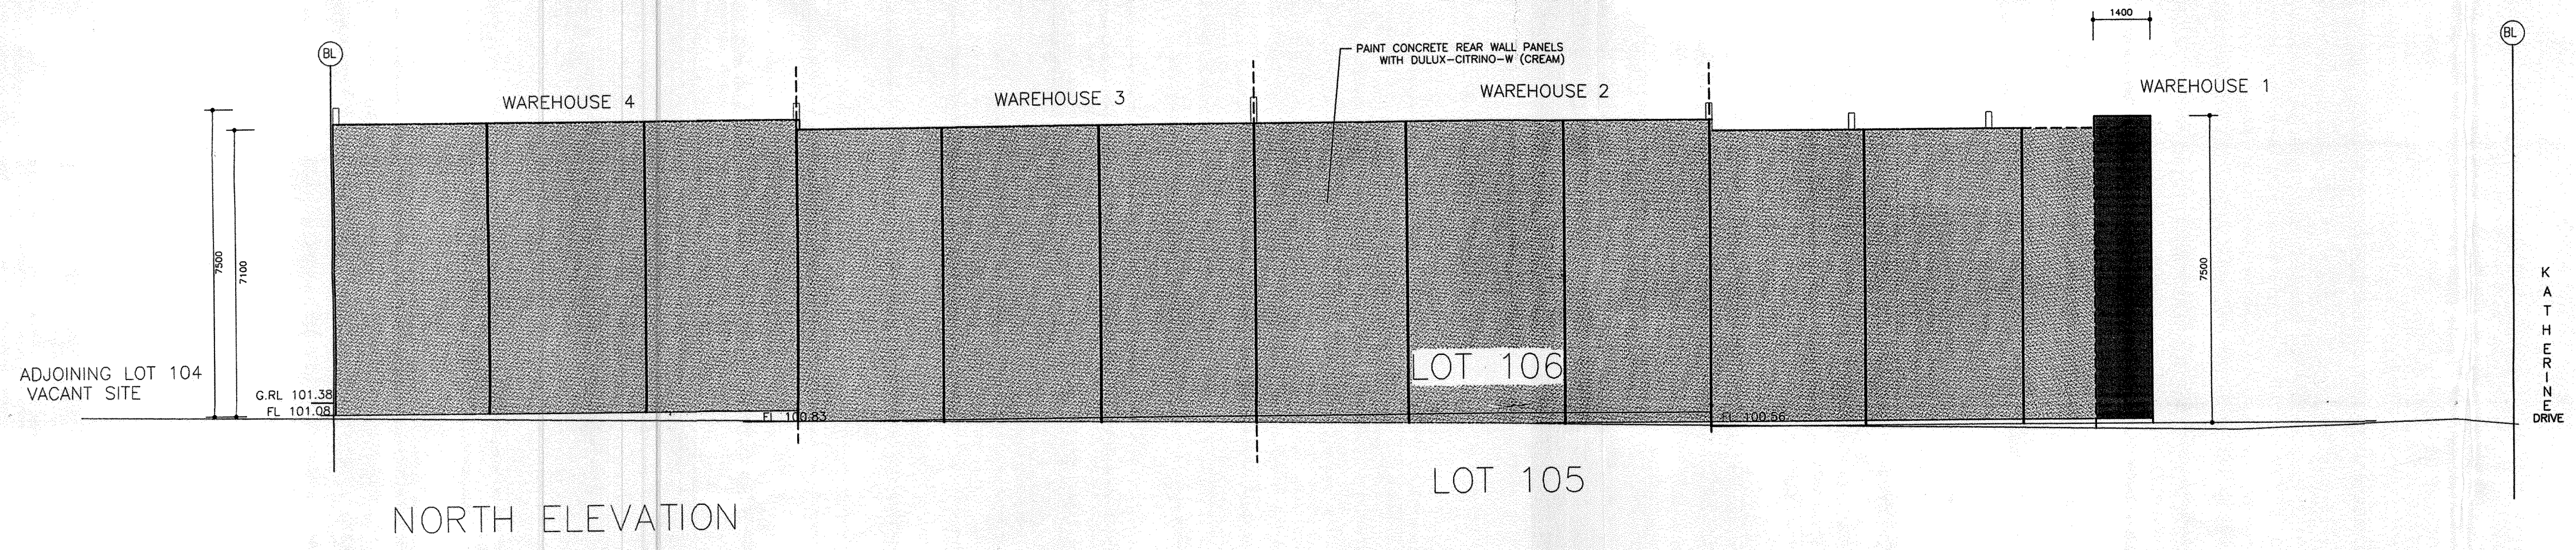 1400
BL
BL
PAINT CONCRETE REAR WALL PANELS
WITH DULUX-CITRINO-W (CREAM)
WAREHOUSE 4
WAREHOUSE 3
WAREHOUSE 2
WAREHOUSE 1
7500
7100
7500
KATHERINE
DRIVE
LOT 106
ADJOINING LOT 104
VACANT SITE
G.RL 101.38
FL 101.08
FL 100.83
FL 100.56
LOT 105
NORTH ELEVATION